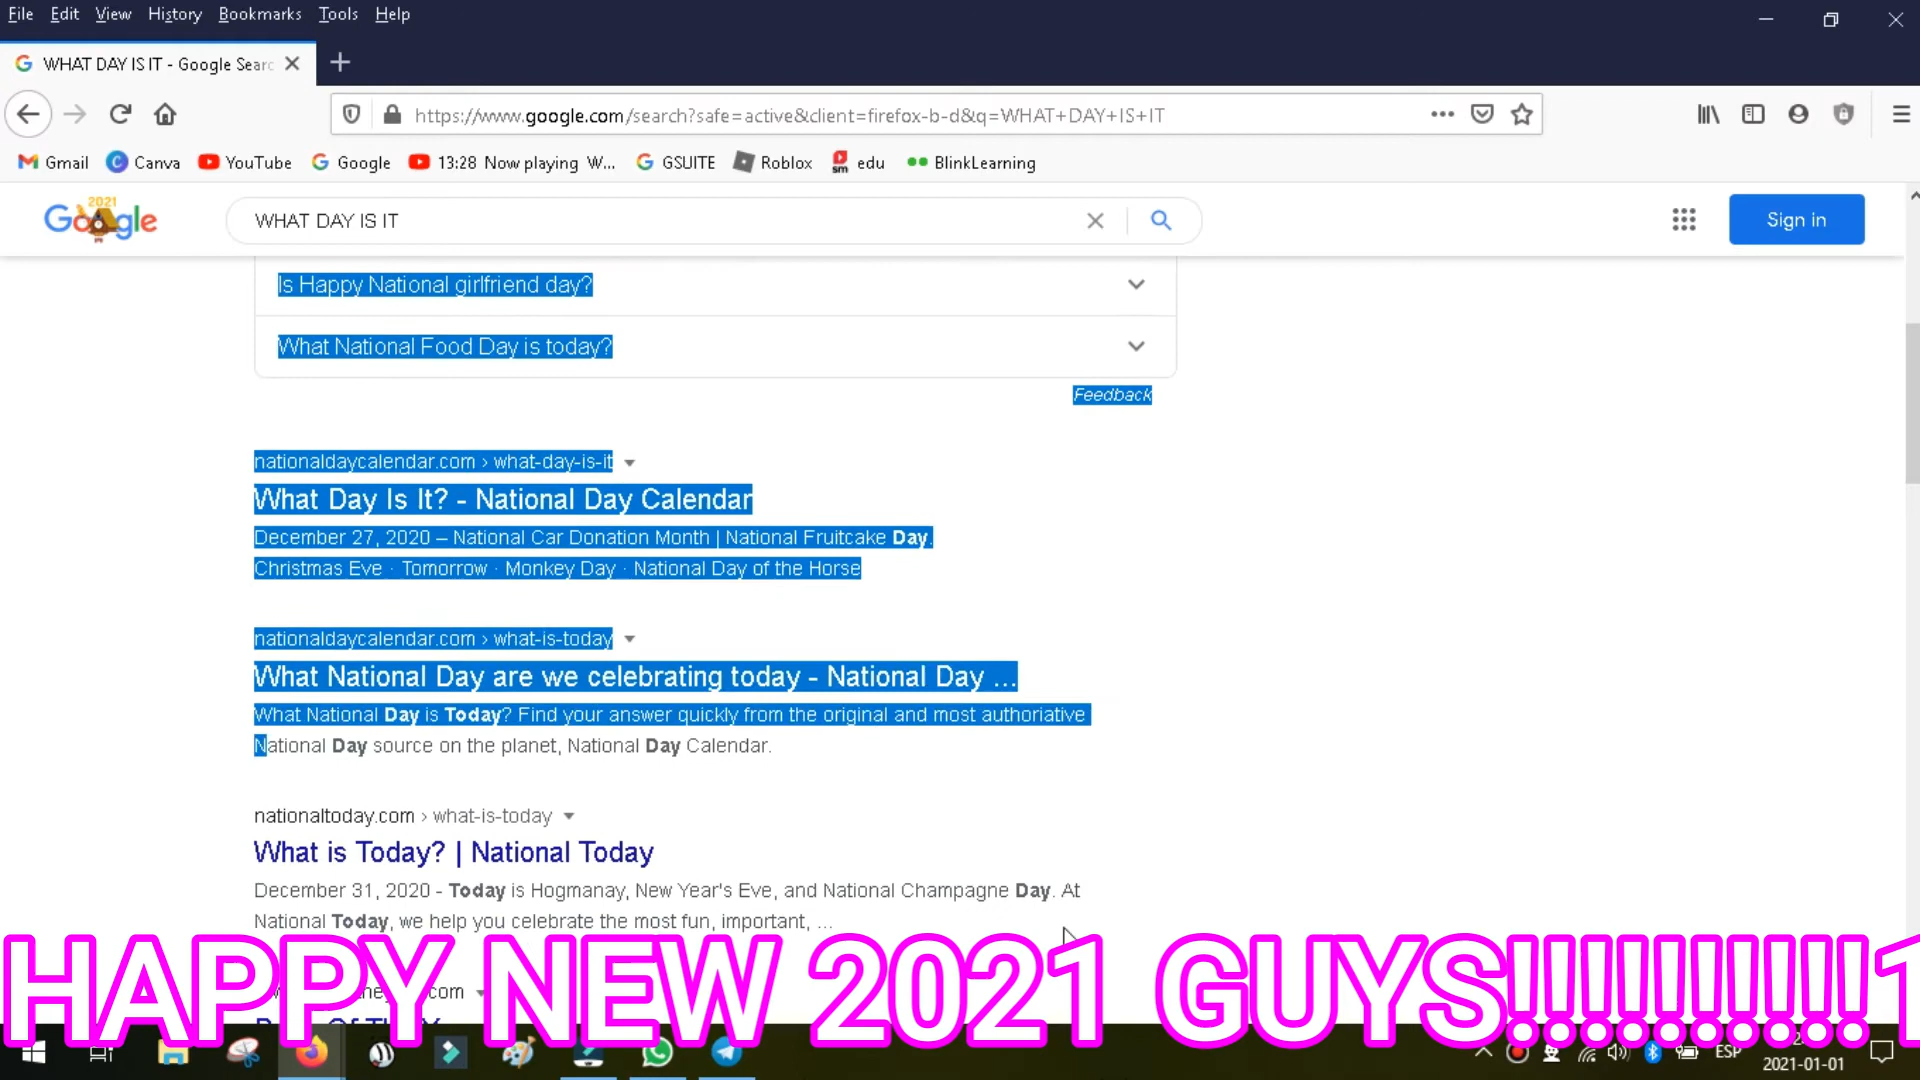 File Edit View History Bookmarks Tools Help
WHAT DAY IS IT - Google Searc
https://www.google.com/search?safe=active&client=firefox-b-d&q=WHAT+DAY+IS+IT
Gmail Canva YouTube Google 13:28 Now playing W... GSUITE Roblox edu BlinkLearning
2021
Google
WHAT DAY IS IT
Sign in
Is Happy National girlfriend day?
What National Food Day is today?
Feedback
nationaldaycalendar.com › what-day-is-it
What Day Is It? - National Day Calendar
December 27, 2020 – National Car Donation Month | National Fruitcake Day.
Christmas Eve · Tomorrow · Monkey Day · National Day of the Horse
nationaldaycalendar.com › what-is-today
What National Day are we celebrating today - National Day ...
What National Day is Today? Find your answer quickly from the original and most authoriative
National Day source on the planet, National Day Calendar.
nationaltoday.com › what-is-today
What is Today? | National Today
December 31, 2020 - Today is Hogmanay, New Year's Eve, and National Champagne Day. At
National Today, we help you celebrate the most fun, important, ...
HAPPY NEW 2021 GUYS!!!!!!!!!!1
ESP
2021-01-01